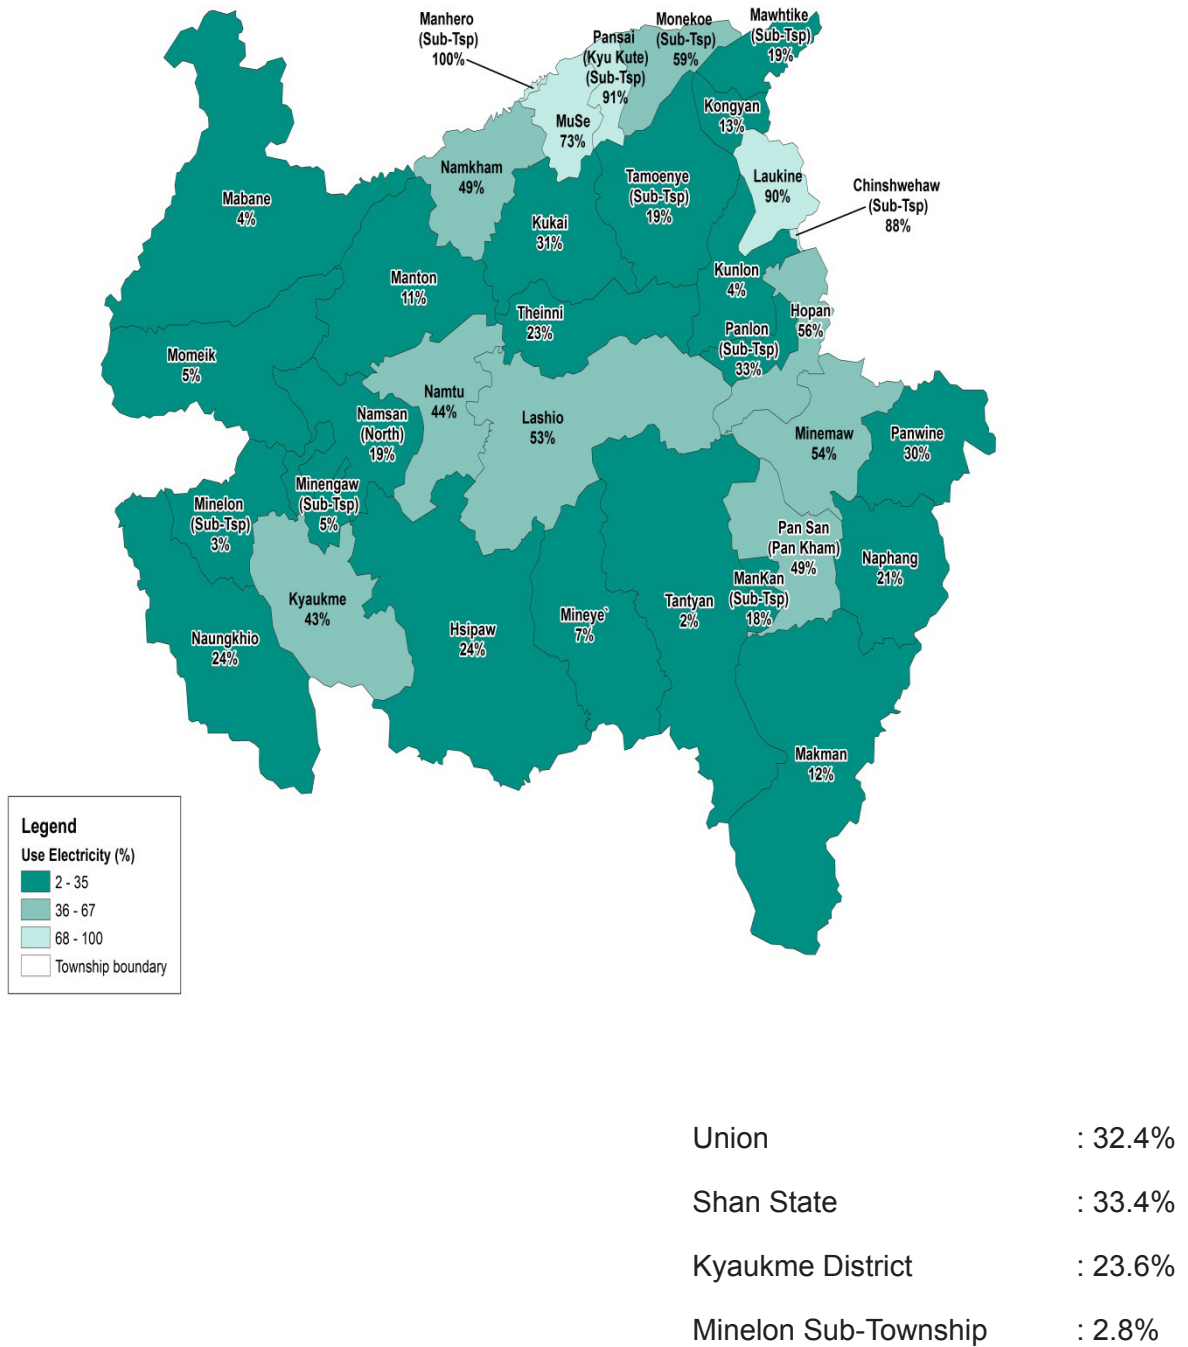 Manhero
(Sub-Tsp)
100%
Pansai
(Kyu Kute)
(Sub-Tsp)
91%
Monekoe
(Sub-Tsp)
59%
Mawhtike
(Sub-Tsp)
19%
MuSe
73%
Kongyan
13%
Namkham
49%
Tamoenye
(Sub-Tsp)
19%
Laukine
90%
Chinshwehaw
(Sub-Tsp)
88%
Mabane
4%
Kukai
31%
Manton
11%
Kunlon
4%
Theinni
23%
Hopan
56%
Panlon
(Sub-Tsp)
33%
Momeik
5%
Namtu
44%
Namsan
(North)
19%
Lashio
53%
Minemaw
54%
Panwine
30%
Minengaw
(Sub-Tsp)
5%
Minelon
(Sub-Tsp)
3%
Pan San
(Pan Kham)
49%
Naphang
21%
ManKan
(Sub-Tsp)
18%
Kyaukme
43%
Tantyan
2%
Mineye`
7%
Hsipaw
24%
Naungkhio
24%
Makman
12%
Legend
Use Electricity (%)
2 - 35
36 - 67
68 - 100
Township boundary
Union : 32.4%
Shan State : 33.4%
Kyaukme District : 23.6%
Minelon Sub-Township : 2.8%